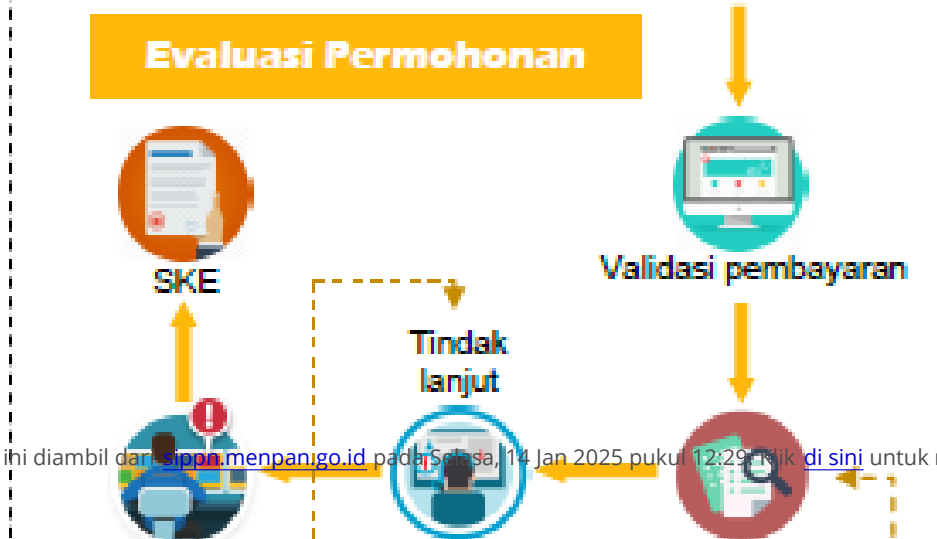 Evaluasi Permohonan
SKE
Validasi pembayaran
Tindak
lanjut
ini diambil dari sippn.menpan.go.id pada Selasa, 14 Jan 2025 pukul 12:29. Klik di sini untuk